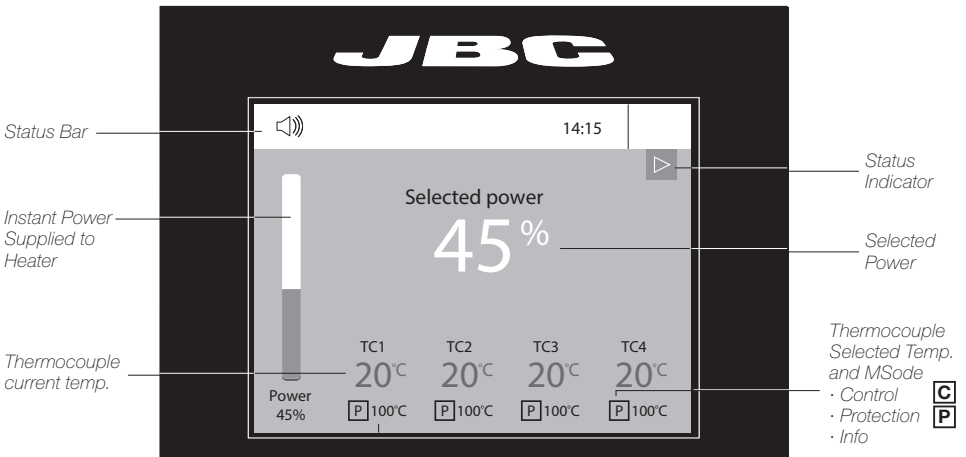 JBC
Status Bar
14:15
Status
Indicator
Instant Power
Supplied to
Heater
Selected power
45%
Selected
Power
Thermocouple
current temp.
TC1 TC2 TC3 TC4
20°C 20°C 20°C 20°C
Power
45%
P 100°C P 100°C P 100°C P 100°C
Thermocouple
Selected Temp.
and MSode
· Control C
· Protection P
· Info